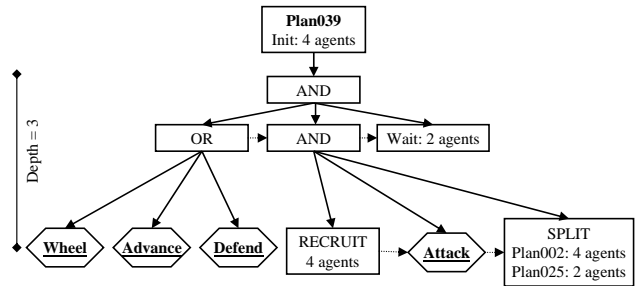 Plan039
Init: 4 agents
AND
OR
AND
Wait: 2 agents
Depth = 3
Wheel
Advance
Defend
RECRUIT
4 agents
Attack
SPLIT
Plan002: 4 agents
Plan025: 2 agents